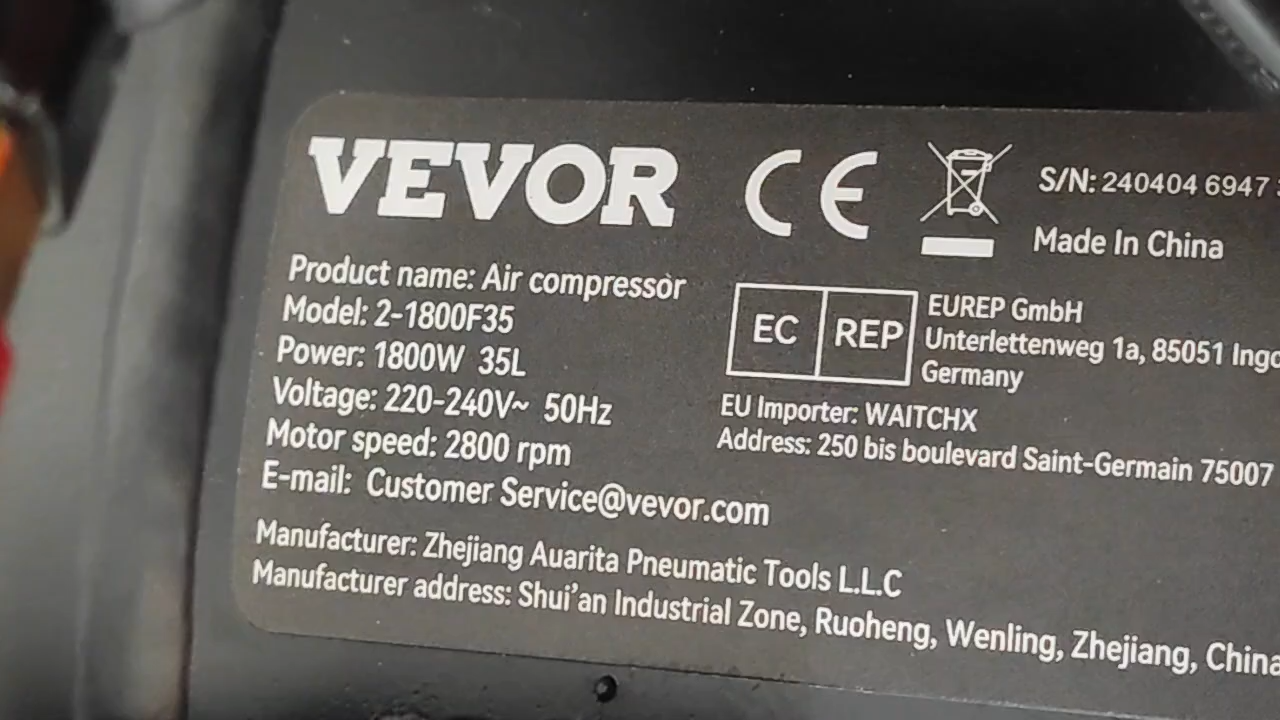 VEVOR
CE
S/N: 240404 6947
Made In China
Product name: Air compressor
Model: 2-1800F35
Power: 1800W 35L
Voltage: 220-240V~ 50Hz
Motor speed: 2800 rpm
E-mail: Customer Service@vevor.com
EC REP
EUREP GmbH
Unterlettenweg 1a, 85051
Germany
EU Importer: WAITCHX
Address: 250 bis boulevard Saint-Germain 75007
Manufacturer: Zhejiang Auarita Pneumatic Tools L.L.C
Manufacturer address: Shui'an Industrial Zone, Ruoheng, Wenling, Zhejiang, China